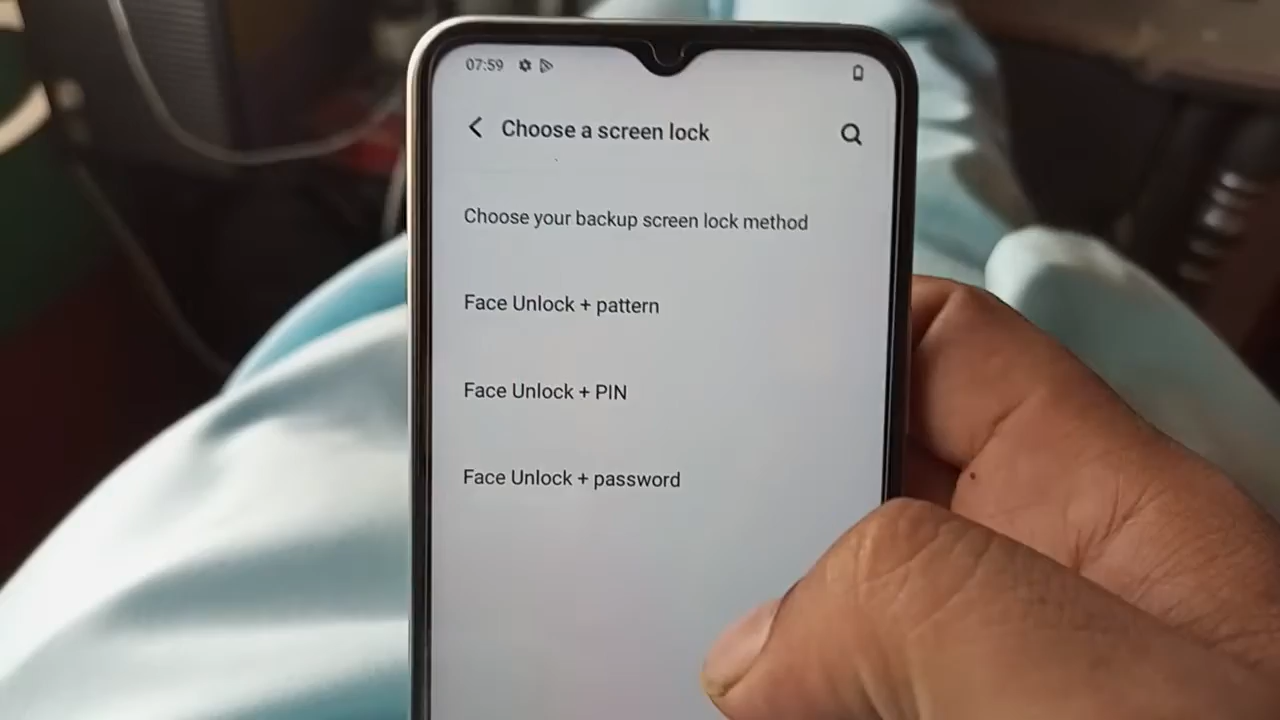 07:59
Choose a screen lock
Choose your backup screen lock method
Face Unlock + pattern
Face Unlock + PIN
Face Unlock + password